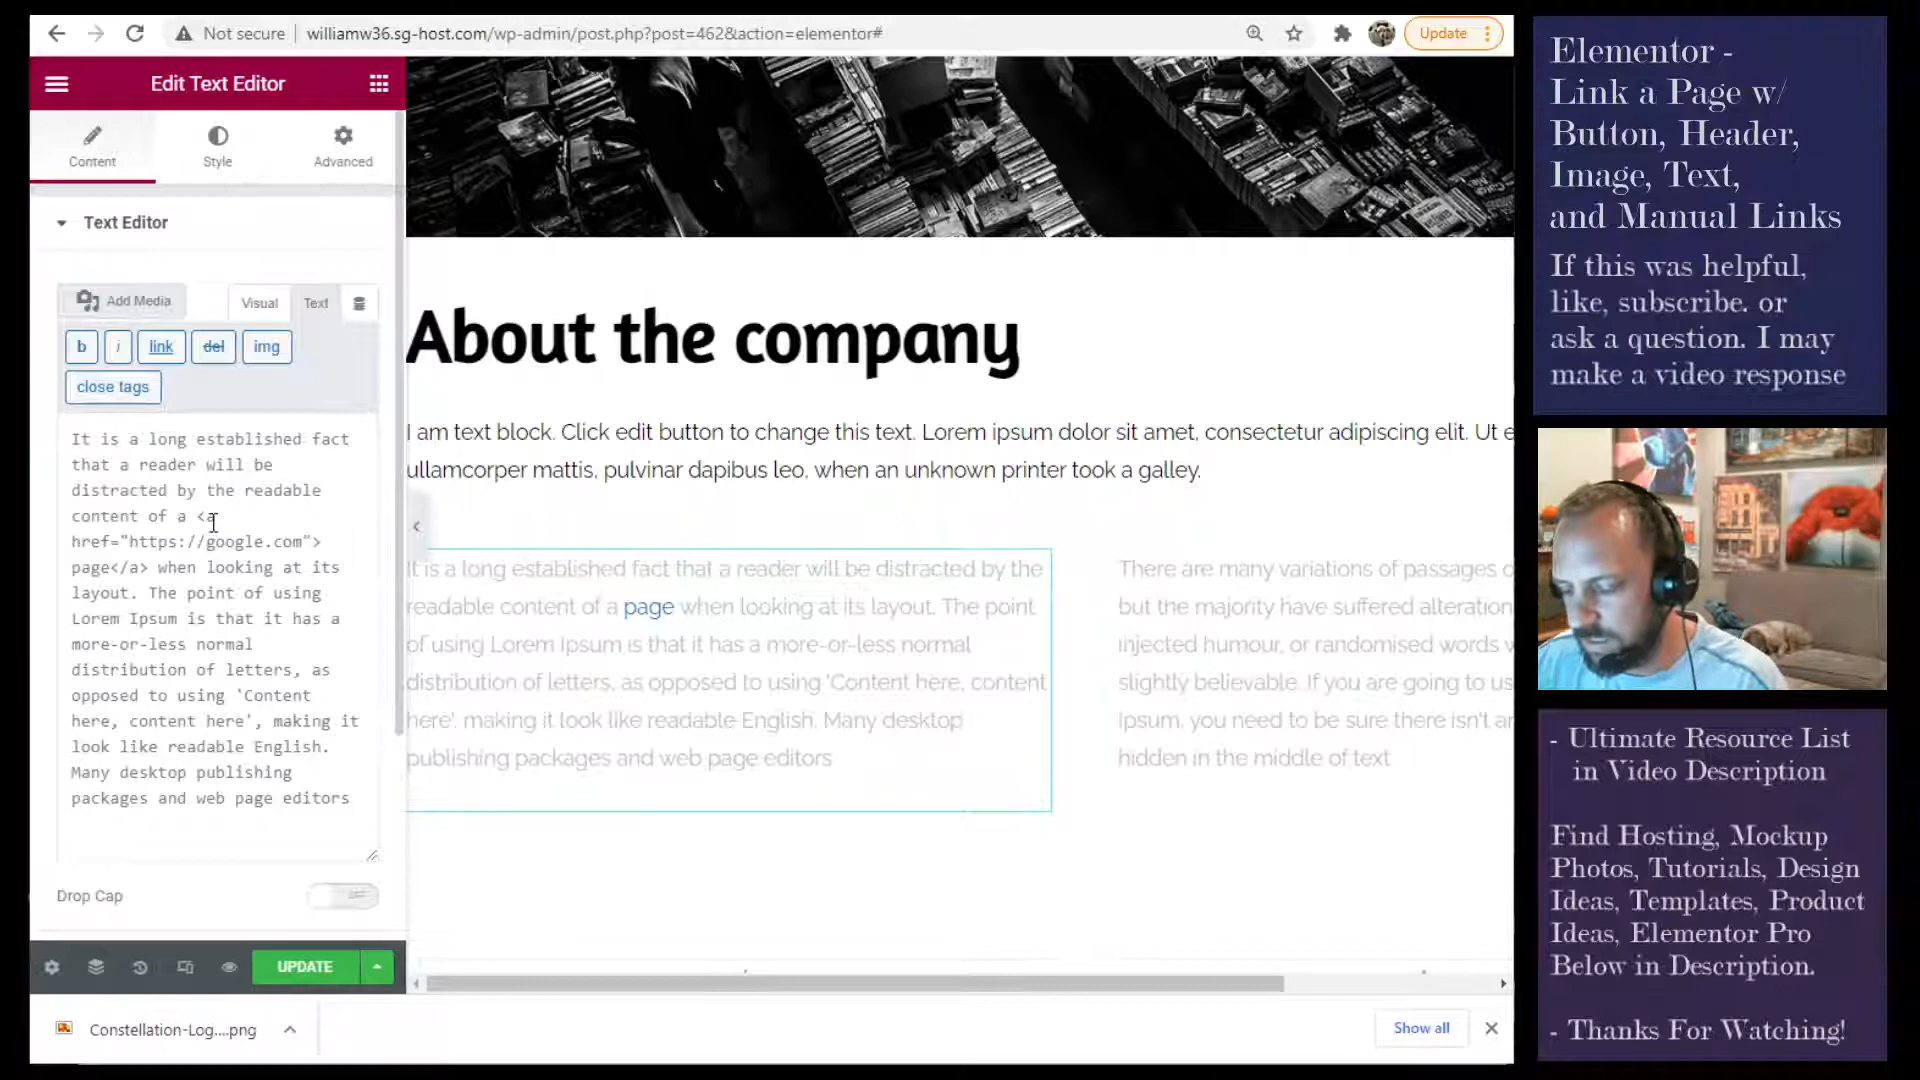 Not secure
williamw36.sg-host.com/wp-admin/post.php?post=462&action=elementor#
Update
Edit Text Editor
Content
Style
Advanced
Text Editor
Add Media
Visual
Text
b
i
link
del
img
close tags
It is a long established fact
that a reader will be
distracted by the readable
content of a <a
href="https://google.com">
page</a> when looking at its
layout. The point of using
Lorem Ipsum is that it has a
more-or-less normal
distribution of letters, as
opposed to using 'Content
here, content here', making it
look like readable English.
Many desktop publishing
packages and web page editors
Drop Cap
UPDATE
About the company
I am text block. Click edit button to change this text. Lorem ipsum dolor sit amet, consectetur adipiscing elit. Ut e
ullamcorper mattis, pulvinar dapibus leo, when an unknown printer took a galley.
It is a long established fact that a reader will be distracted by the
readable content of a page when looking at its layout. The point
of using Lorem Ipsum is that it has a more-or-less normal
distribution of letters, as opposed to using 'Content here, content
here', making it look like readable English. Many desktop
publishing packages and web page editors
There are many variations of passages o
but the majority have suffered alteration
injected humour, or randomised words w
slightly believable. If you are going to us
Ipsum, you need to be sure there isn't an
hidden in the middle of text
Constellation-Log....png
Show all
Elementor -
Link a Page w/
Button, Header,
Image, Text,
and Manual Links
If this was helpful,
like, subscribe. or
ask a question. I may
make a video response
- Ultimate Resource List
in Video Description
Find Hosting, Mockup
Photos, Tutorials, Design
Ideas, Templates, Product
Ideas, Elementor Pro
Below in Description.
- Thanks For Watching!